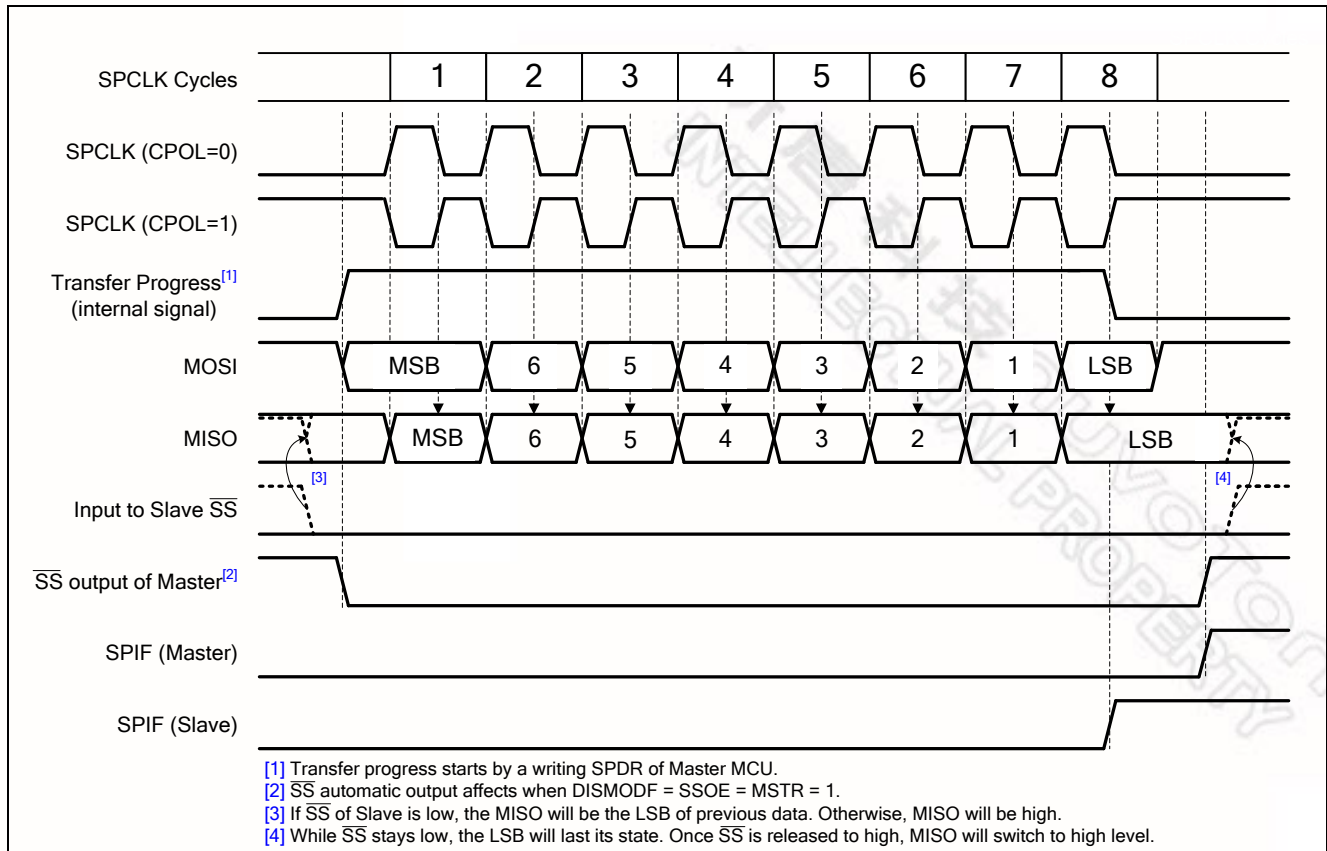 SPCLK Cycles 1 2 3 4 5 6 7 8
SPCLK (CPOL=0)
SPCLK (CPOL=1)
Transfer Progress[1]
(internal signal)
MOSI MSB 6 5 4 3 2 1 LSB
MISO MSB 6 5 4 3 2 1 LSB
[3] [4]
Input to Slave SS
SS output of Master[2]
SPIF (Master)
SPIF (Slave)
[1] Transfer progress starts by a writing SPDR of Master MCU.
[2] SS automatic output affects when DISMODF = SSOE = MSTR = 1.
[3] If SS of Slave is low, the MISO will be the LSB of previous data. Otherwise, MISO will be high.
[4] While SS stays low, the LSB will last its state. Once SS is released to high, MISO will switch to high level.
科技 nuvoTon
INTELLECTUAL PROPERTY